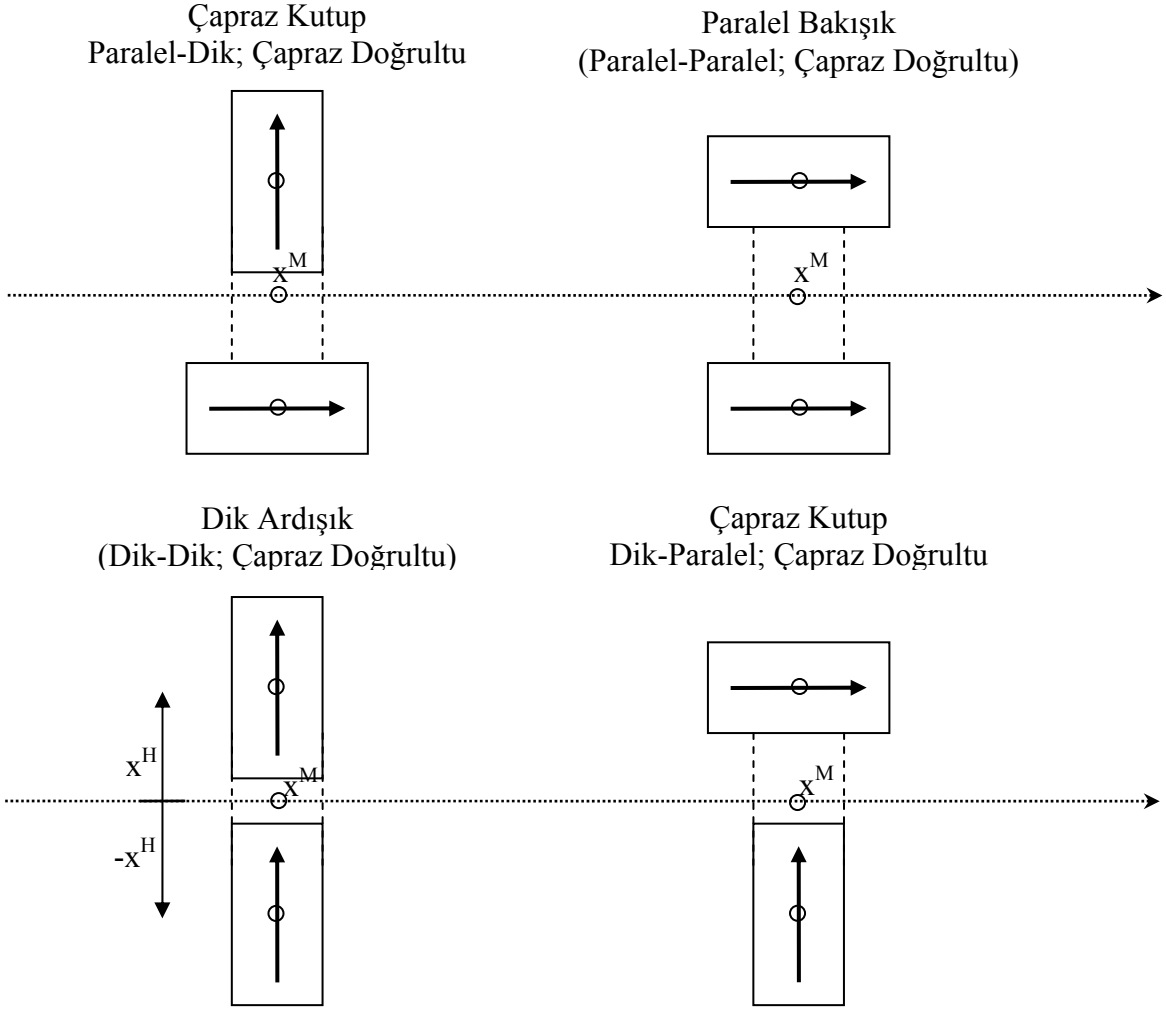 Çapraz Kutup
Paralel-Dik; Çapraz Doğrultu
Paralel Bakışık
(Paralel-Paralel; Çapraz Doğrultu)
x^M
x^M
Dik Ardışık
(Dik-Dik; Çapraz Doğrultu)
Çapraz Kutup
Dik-Paralel; Çapraz Doğrultu
x^H
x^M
x^M
-x^H